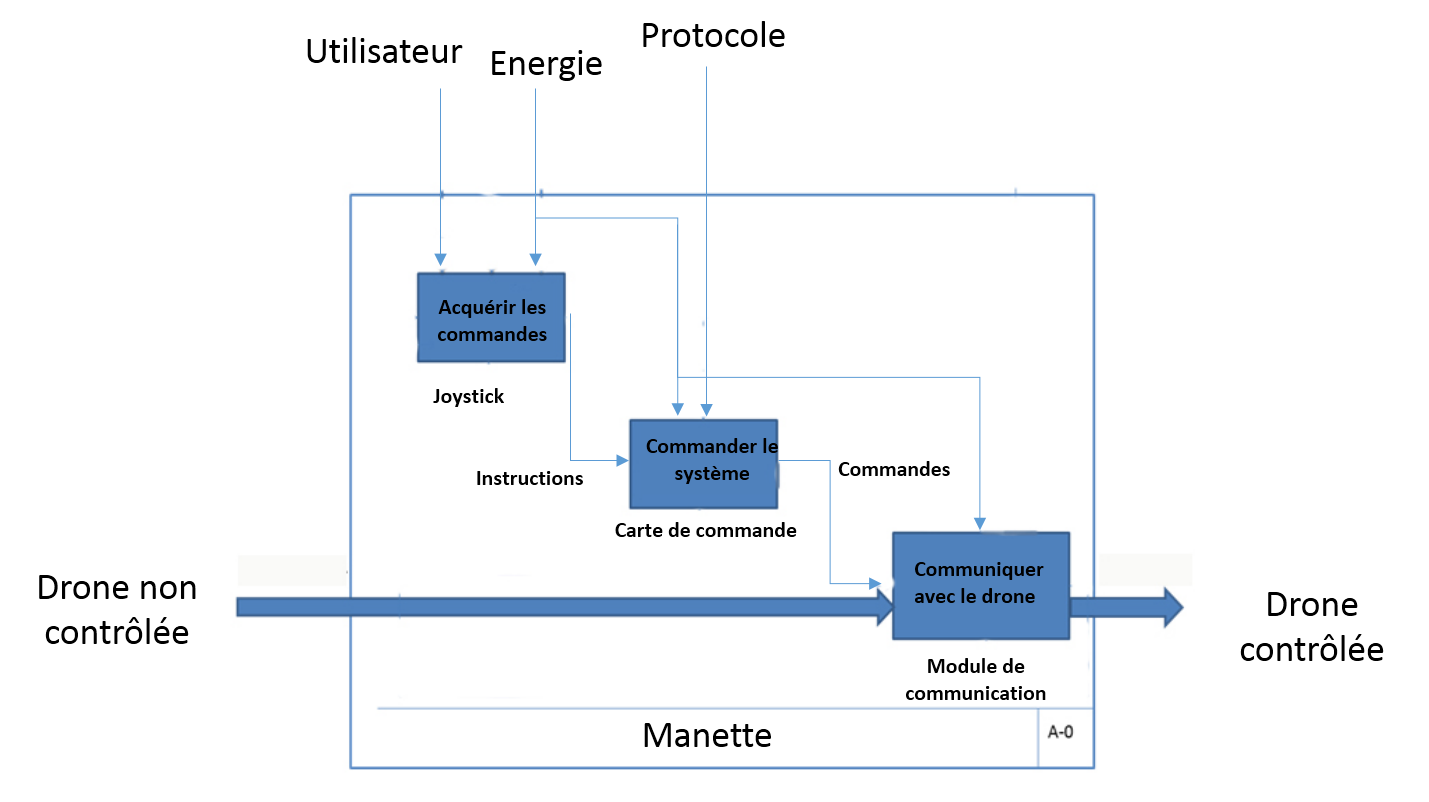 Utilisateur
Energie
Protocole
Acquérir les
commandes
Joystick
Instructions
Commander le
système
Carte de commande
Commandes
Drone non
contrôlée
Communiquer
avec le drone
Module de
communication
Drone
contrôlée
Manette
A-0